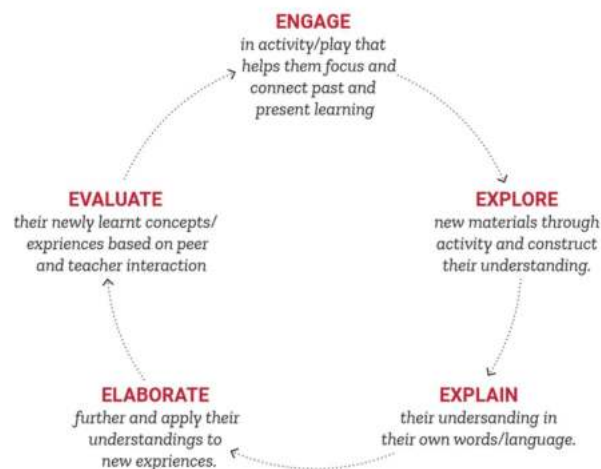 ENGAGE
in activity/play that
helps them focus and
connect past and
present learning
EXPLORE
new materials through
activity and construct
their understanding.
EXPLAIN
their undersanding in
their own words/language.
ELABORATE
further and apply their
understandings to
new expriences.
EVALUATE
their newly learnt concepts/
expriences based on peer
and teacher interaction